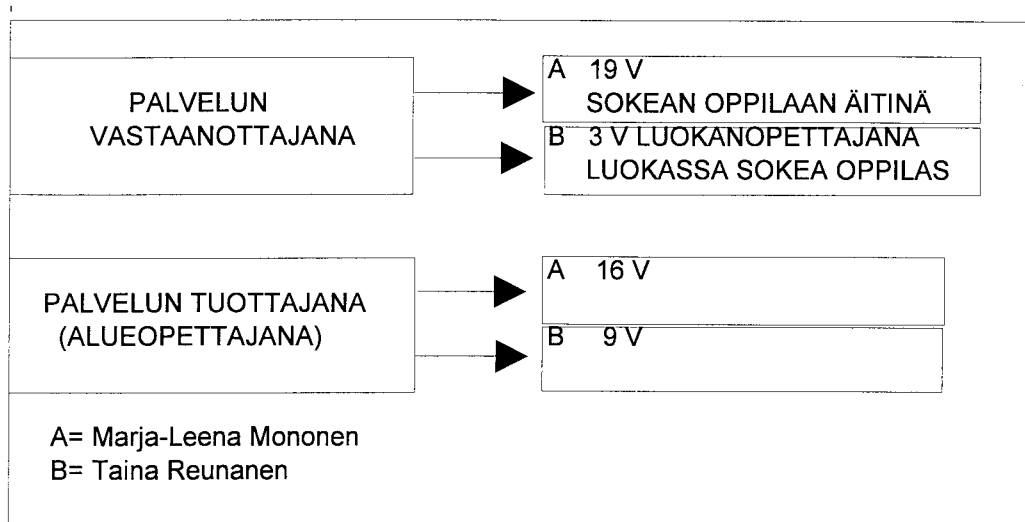 PALVELUN
VASTAANOTTAJANA
A 19 V
SOKEAN OPPILAAN ÄITINÄ
B 3 V LUOKANOPETTAJANA
LUOKASSA SOKEA OPPILAS
PALVELUN TUOTTAJANA
(ALUEOPETTAJANA)
A 16 V
B 9 V
A= Marja-Leena Mononen
B= Taina Reunanen